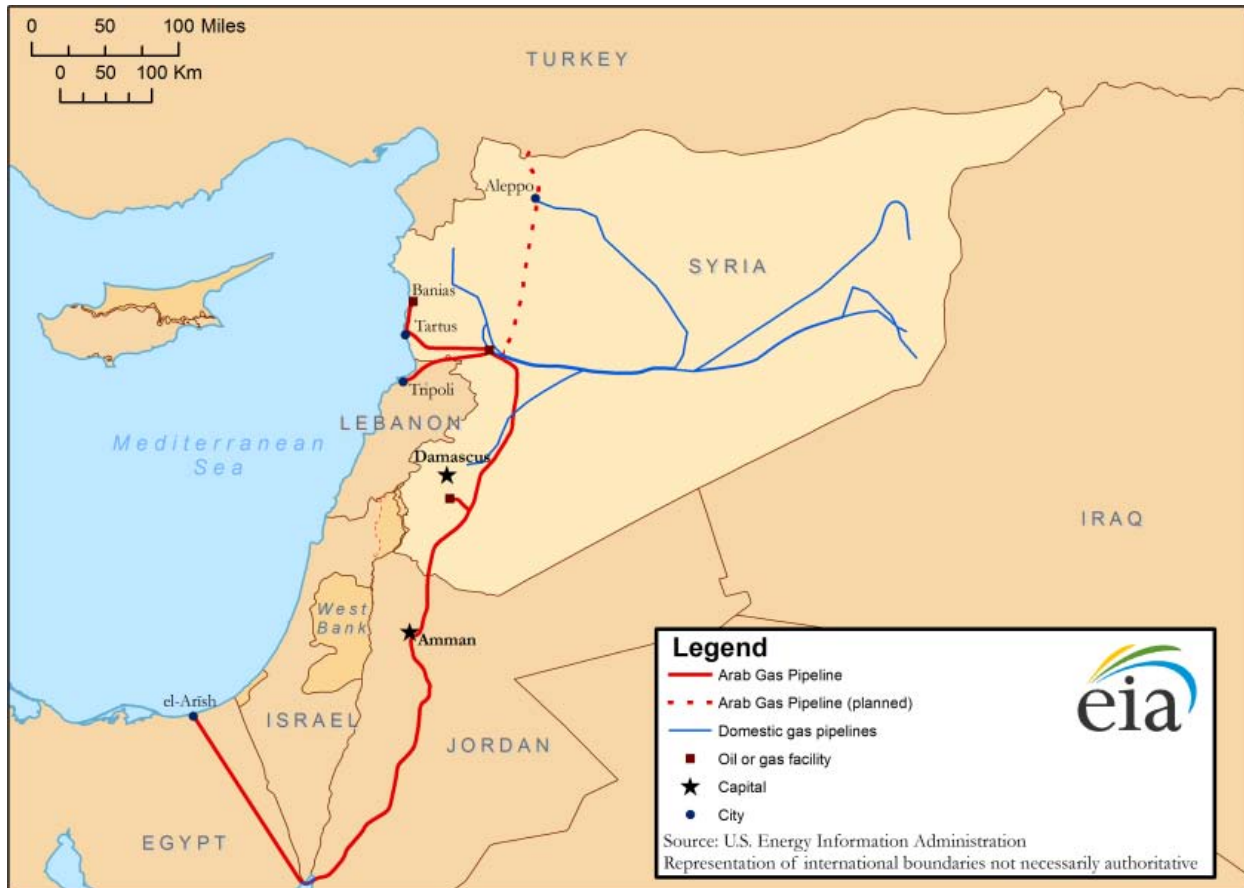 0 50 100 Miles
0 50 100 Km
TURKEY
Aleppo
SYRIA
Banias
Tartus
Tripoli
LEBANON
Mediterranean
Sea
Damascus
IRAQ
West
Bank
Amman
el-Arīsh
ISRAEL
JORDAN
EGYPT
Legend
Arab Gas Pipeline
Arab Gas Pipeline (planned)
Domestic gas pipelines
Oil or gas facility
Capital
City
eia
Source: U.S. Energy Information Administration
Representation of international boundaries not necessarily authoritative